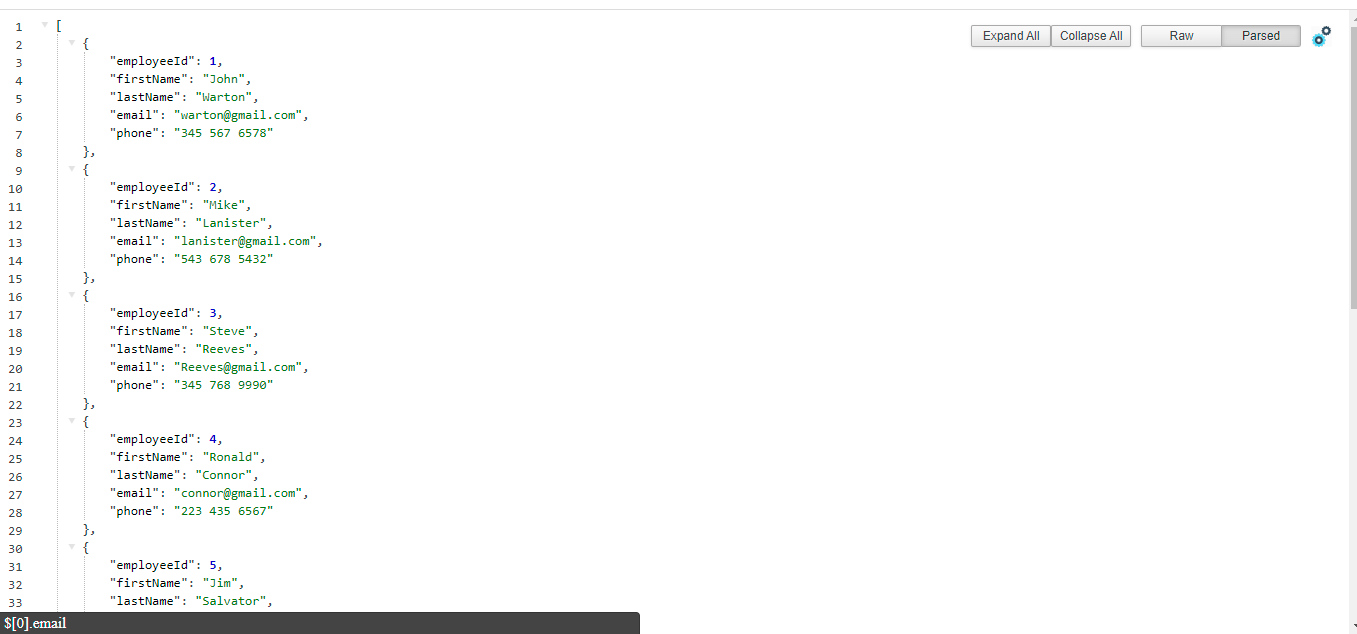 Expand All Collapse All Raw Parsed
1 [
2 {
3 "employeeId": 1,
4 "firstName": "John",
5 "lastName": "Warton",
6 "email": "warton@gmail.com",
7 "phone": "345 567 6578"
8 },
9 {
10 "employeeId": 2,
11 "firstName": "Mike",
12 "lastName": "Lanister",
13 "email": "lanister@gmail.com",
14 "phone": "543 678 5432"
15 },
16 {
17 "employeeId": 3,
18 "firstName": "Steve",
19 "lastName": "Reeves",
20 "email": "Reeves@gmail.com",
21 "phone": "345 768 9990"
22 },
23 {
24 "employeeId": 4,
25 "firstName": "Ronald",
26 "lastName": "Connor",
27 "email": "connor@gmail.com",
28 "phone": "223 435 6567"
29 },
30 {
31 "employeeId": 5,
32 "firstName": "Jim",
33 "lastName": "Salvator",
$[0].email